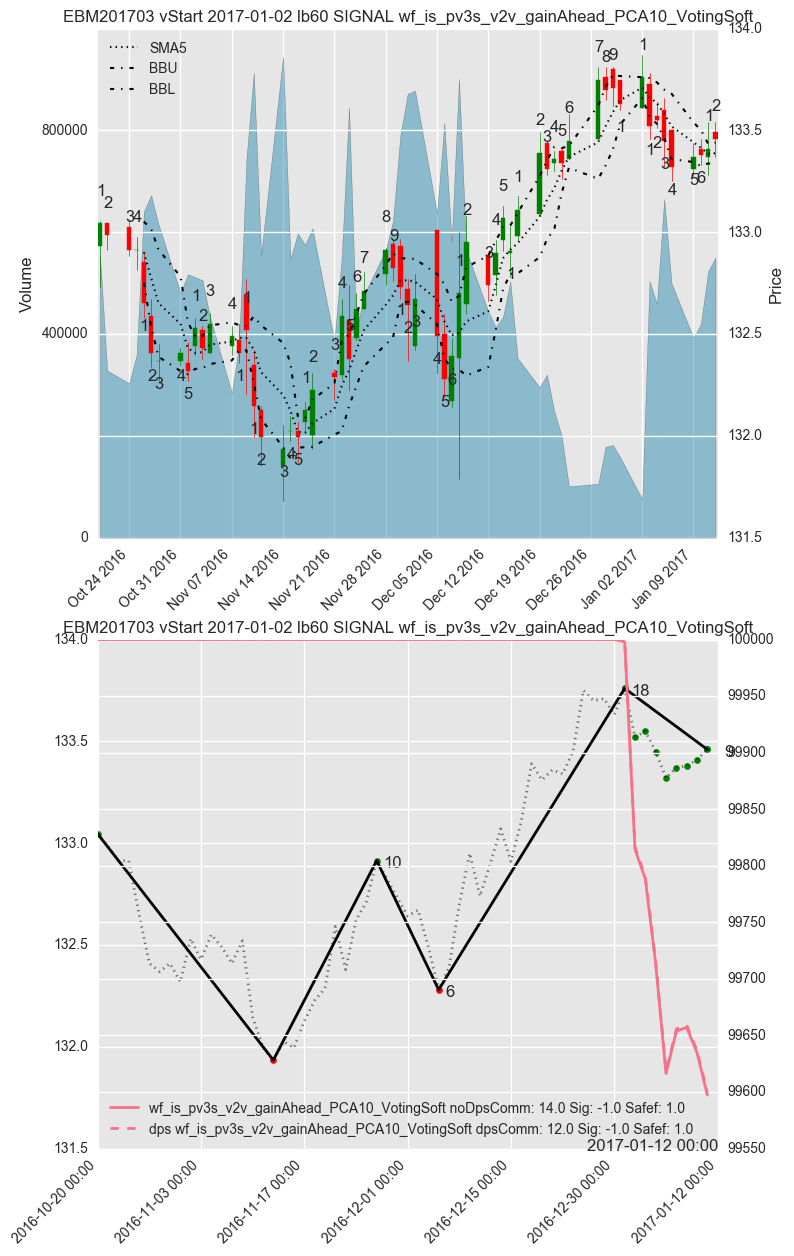 EBM201703 vStart 2017-01-02 lb60 SIGNAL wf_is_pv3s_v2v_gainAhead_PCA10_VotingSoft
SMA5
BBU
BBL
Volume
800000
400000
0
Price
134.0
133.5
133.0
132.5
132.0
131.5
Oct 24 2016
Oct 31 2016
Nov 07 2016
Nov 14 2016
Nov 21 2016
Nov 28 2016
Dec 05 2016
Dec 12 2016
Dec 19 2016
Dec 26 2016
Jan 02 2017
Jan 09 2017
EBM201703 vStart 2017-01-02 lb60 SIGNAL wf_is_pv3s_v2v_gainAhead_PCA10_VotingSoft
134.0
133.5
133.0
132.5
132.0
131.5
100000
99950
99900
99850
99800
99750
99700
99650
99600
99550
18
10
6
wf_is_pv3s_v2v_gainAhead_PCA10_VotingSoft noDpsComm: 14.0 Sig: -1.0 Safef: 1.0
dps wf_is_pv3s_v2v_gainAhead_PCA10_VotingSoft dpsComm: 12.0 Sig: -1.0 Safef: 1.0
2017-01-12 00:00
2016-10-20 00:00
2016-11-03 00:00
2016-11-17 00:00
2016-12-01 00:00
2016-12-15 00:00
2016-12-30 00:00
2017-01-12 00:00